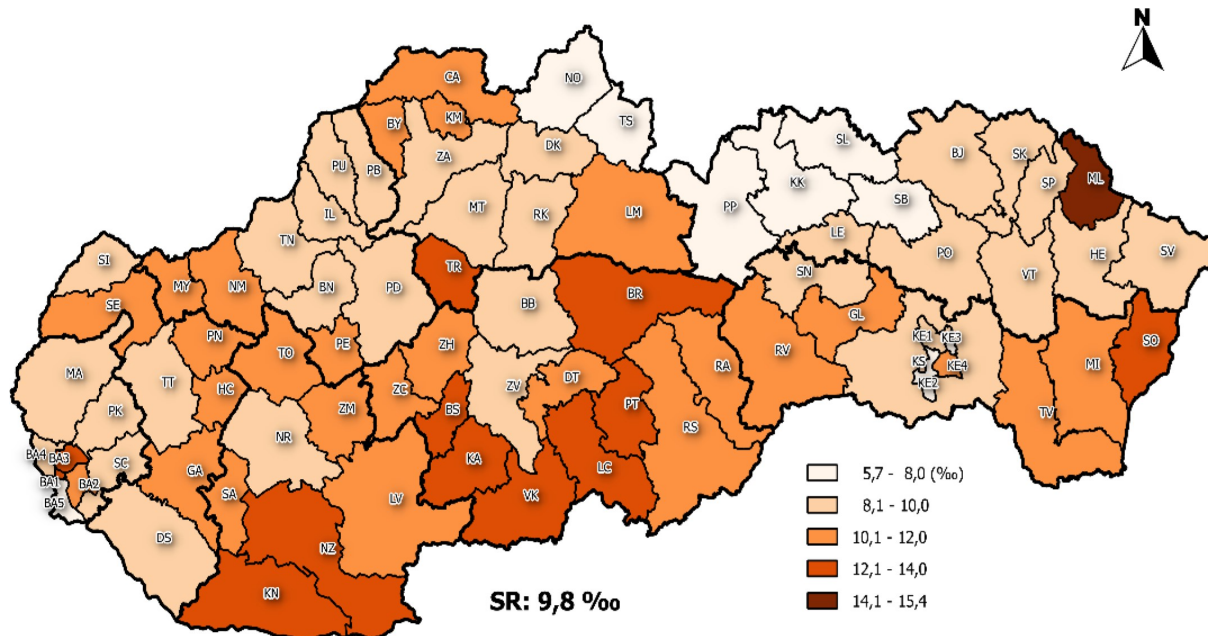 N
CA
NO
BY
KM
TS
PU
PB
ZA
DK
SL
BJ
SK
SP
ML
KK
IL
MT
RK
LM
PP
SB
TN
LE
PO
HE
SV
SI
MY
NM
BN
PD
TR
SN
VT
SE
BB
BR
GL
PN
TO
PE
ZH
RA
RV
KE1
KE3
SO
MA
TT
HC
ZC
ZV
DT
KS
KE4
MI
PK
ZM
BS
PT
RS
KE2
TV
NR
BA4
BA3
SC
GA
SA
KA
LC
BA1
BA2
LV
VK
BA5
DS
NZ
KN
5,7 - 8,0 (‰)
8,1 - 10,0
10,1 - 12,0
12,1 - 14,0
14,1 - 15,4
SR: 9,8 ‰